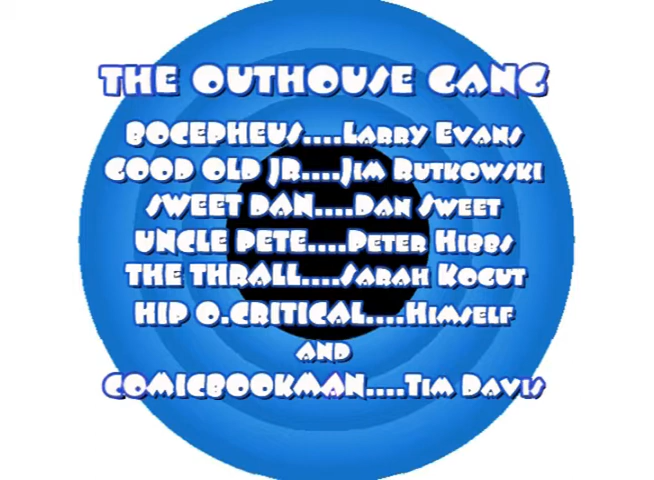 THE OUTHOUSE GANG
BOCEPHEUS....Larry Evans
GOOD OLD JR....Jim Rutkowski
SWEET DAN....Dan Sweet
UNCLE PETE....Peter Hibbs
THE THRALL....Sarah Kogut
HIP O.CRITICAL....Himself
AND
COMICBOOKMAN....Tim Davis